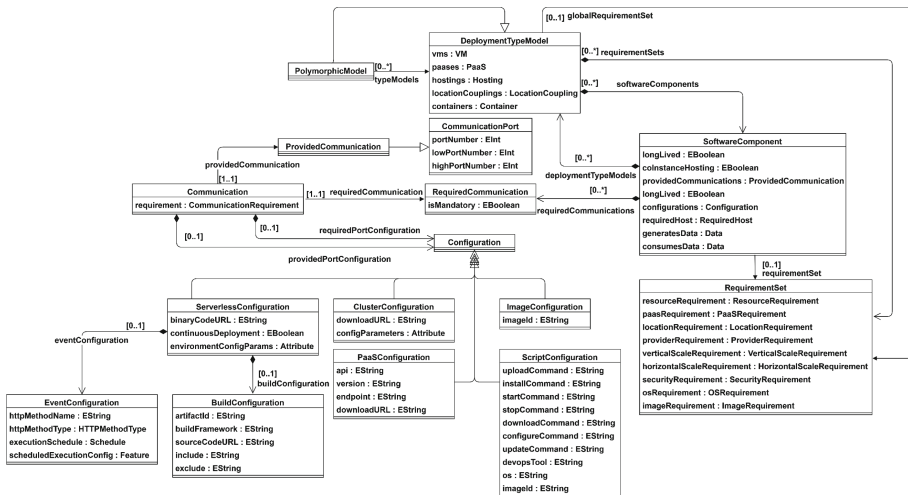 [0..1] globalRequirementSet
DeploymentTypeModel
vms : VM
paases : PaaS
hostings : Hosting
locationCouplings : LocationCoupling
containers : Container
[0..*] requirementSets
[0..*]
softwareComponents
PolymorphicModel
[0..*]
typeModels
CommunicationPort
portNumber : EInt
lowPortNumber : EInt
highPortNumber : EInt
ProvidedCommunication
providedCommunication
[1..1]
SoftwareComponent
longLived : EBoolean
coInstanceHosting : EBoolean
providedCommunications : ProvidedCommunication
longLived : EBoolean
configurations : Configuration
requiredHost : RequiredHost
generatesData : Data
consumesData : Data
[0..*]
deploymentTypeModels
Communication
requirement : CommunicationRequirement
[1..1] requiredCommunication
RequiredCommunication
isMandatory : EBoolean
[0..*]
requiredCommunications
[0..1]
[0..1]
requiredPortConfiguration
providedPortConfiguration
Configuration
[0..1]
requirementSet
RequirementSet
resourceRequirement : ResourceRequirement
paasRequirement : PaaSRequirement
locationRequirement : LocationRequirement
providerRequirement : ProviderRequirement
verticalScaleRequirement : VerticalScaleRequirement
horizontalScaleRequirement : HorizontalScaleRequirement
securityRequirement : SecurityRequirement
osRequirement : OSRequirement
imageRequirement : ImageRequirement
ServerlessConfiguration
binaryCodeURL : EString
continuousDeployment : EBoolean
environmentConfigParams : Attribute
ClusterConfiguration
downloadURL : EString
configParameters : Attribute
ImageConfiguration
imageId : EString
[0..1]
eventConfiguration
[0..1]
buildConfiguration
PaaSConfiguration
api : EString
version : EString
endpoint : EString
downloadURL : EString
ScriptConfiguration
uploadCommand : EString
installCommand : EString
startCommand : EString
stopCommand : EString
downloadCommand : EString
configureCommand : EString
updateCommand : EString
devopsTool : EString
os : EString
imageId : EString
EventConfiguration
httpMethodName : EString
httpMethodType : HTTPMethodType
executionSchedule : Schedule
scheduledExecutionConfig : Feature
BuildConfiguration
artifactId : EString
buildFramework : EString
sourceCodeURL : EString
include : EString
exclude : EString